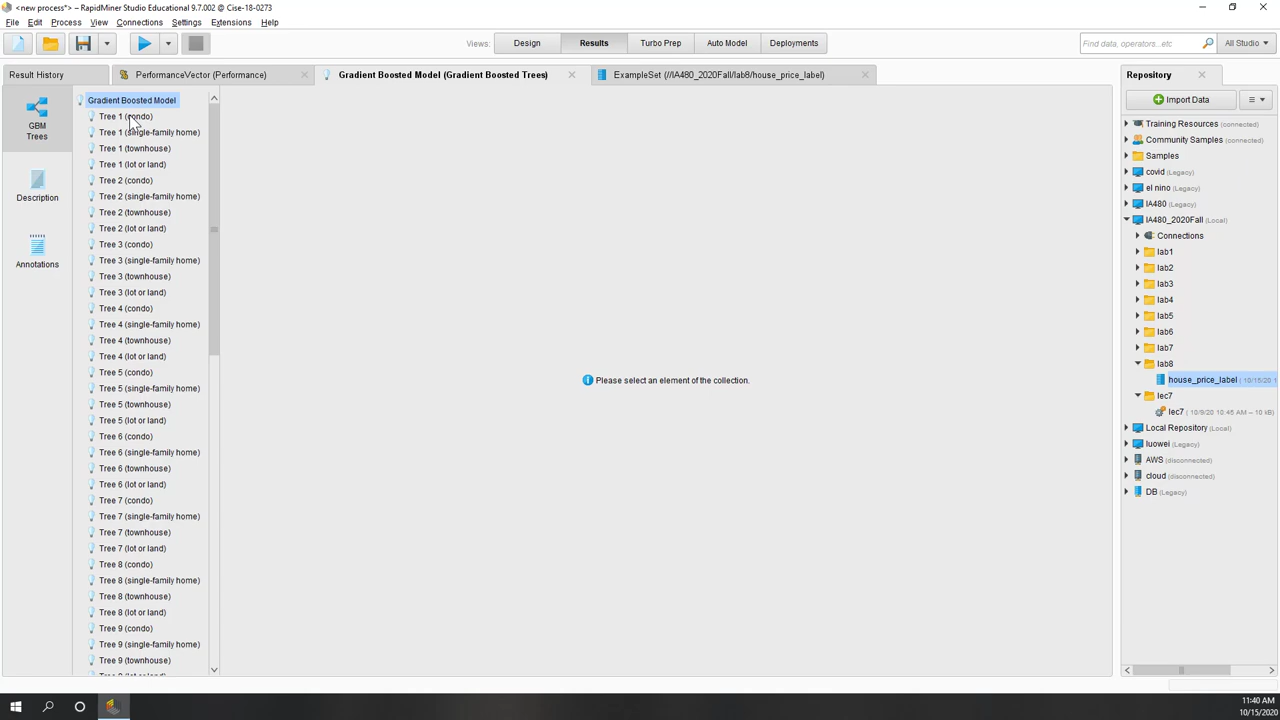 <new process*> – RapidMiner Studio Educational 9.7.002 @ Cise-18-0273
File Edit Process View Connections Settings Extensions Help
Views: Design Results Turbo Prep Auto Model Deployments
Find data, operators...etc All Studio
Result History
PerformanceVector (Performance)
Gradient Boosted Model (Gradient Boosted Trees)
ExampleSet (//IA480_2020Fall/lab8/house_price_label)
Repository
GBM Trees
Description
Annotations
Gradient Boosted Model
Tree 1 (condo)
Tree 1 (single-family home)
Tree 1 (townhouse)
Tree 1 (lot or land)
Tree 2 (condo)
Tree 2 (single-family home)
Tree 2 (townhouse)
Tree 2 (lot or land)
Tree 3 (condo)
Tree 3 (single-family home)
Tree 3 (townhouse)
Tree 3 (lot or land)
Tree 4 (condo)
Tree 4 (single-family home)
Tree 4 (townhouse)
Tree 4 (lot or land)
Tree 5 (condo)
Tree 5 (single-family home)
Tree 5 (townhouse)
Tree 5 (lot or land)
Tree 6 (condo)
Tree 6 (single-family home)
Tree 6 (townhouse)
Tree 6 (lot or land)
Tree 7 (condo)
Tree 7 (single-family home)
Tree 7 (townhouse)
Tree 7 (lot or land)
Tree 8 (condo)
Tree 8 (single-family home)
Tree 8 (townhouse)
Tree 8 (lot or land)
Tree 9 (condo)
Tree 9 (single-family home)
Tree 9 (townhouse)
Please select an element of the collection.
Import Data
Training Resources (connected)
Community Samples (connected)
Samples
covid (Legacy)
el nino (Legacy)
IA480 (Legacy)
IA480_2020Fall (Local)
Connections
lab1
lab2
lab3
lab4
lab5
lab6
lab7
lab8
house_price_label (10/15/20 1
lec7
lec7 (10/9/20 10:45 AM – 10 kB)
Local Repository (Local)
luowei (Legacy)
AWS (disconnected)
cloud (disconnected)
DB (Legacy)
11:40 AM
10/15/2020